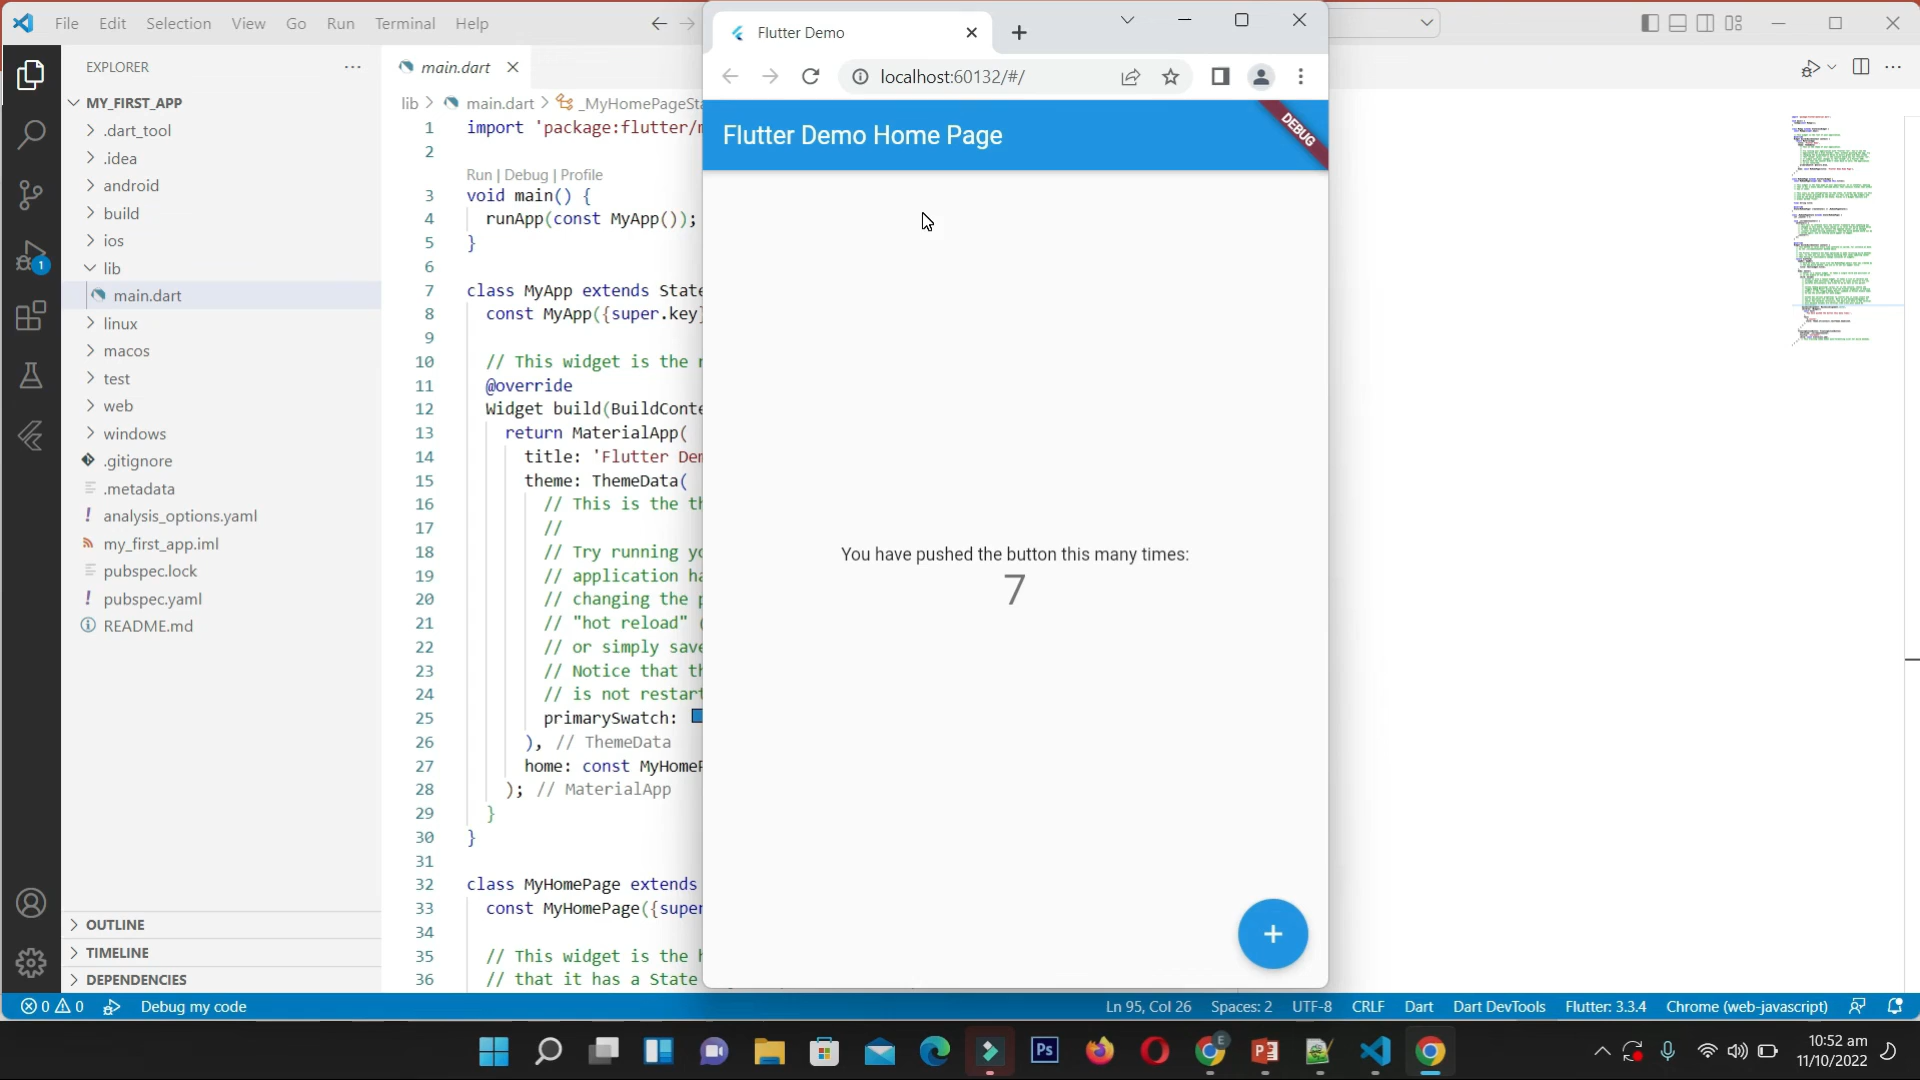 File Edit Selection View Go Run Terminal Help
EXPLORER
MY_FIRST_APP
.dart_tool
.idea
android
build
ios
lib
main.dart
linux
macos
test
web
windows
.gitignore
.metadata
analysis_options.yaml
my_first_app.iml
pubspec.lock
pubspec.yaml
README.md
OUTLINE
TIMELINE
DEPENDENCIES
main.dart
lib > main.dart > _MyHomePageSta
1 import 'package:flutter/m
2
Run | Debug | Profile
3 void main() {
4 runApp(const MyApp());
5 }
6
7 class MyApp extends State
8 const MyApp({super.key}
9
10 // This widget is the r
11 @override
12 Widget build(BuildConte
13 return MaterialApp(
14 title: 'Flutter Dem
15 theme: ThemeData(
16 // This is the th
17 //
18 // Try running yo
19 // application ha
20 // changing the p
21 // "hot reload" (
22 // or simply save
23 // Notice that th
24 // is not restart
25 primarySwatch:
26 ), // ThemeData
27 home: const MyHomeP
28 ); // MaterialApp
29 }
30 }
31
32 class MyHomePage extends
33 const MyHomePage({super
34
35 // This widget is the h
36 // that it has a State
Flutter Demo
localhost:60132/#/
Flutter Demo Home Page
DEBUG
You have pushed the button this many times:
7
+
1
0 0 Debug my code
Ln 95, Col 26 Spaces: 2 UTF-8 CRLF Dart Dart DevTools Flutter: 3.3.4 Chrome (web-javascript)
Ps
E
10:52 am
11/10/2022